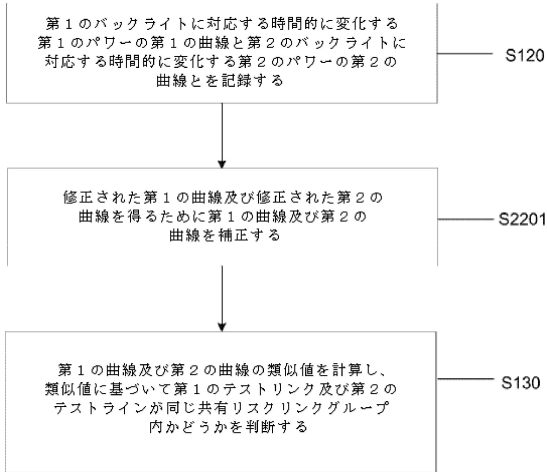 第１のバックライトに対応する時間的に変化する
第１のパワーの第１の曲線と第２のバックライトに
対応する時間的に変化する第２のパワーの第２の
曲線とを記録する
S120
修正された第１の曲線及び修正された第２の
曲線を得るために第１の曲線及び第２の
曲線を補正する
S2201
第１の曲線及び第２の曲線の類似値を計算し、
類似値に基づいて第１のテストリンク及び第２の
テストラインが同じ共有リスクリンクグループ
内かどうかを判断する
S130